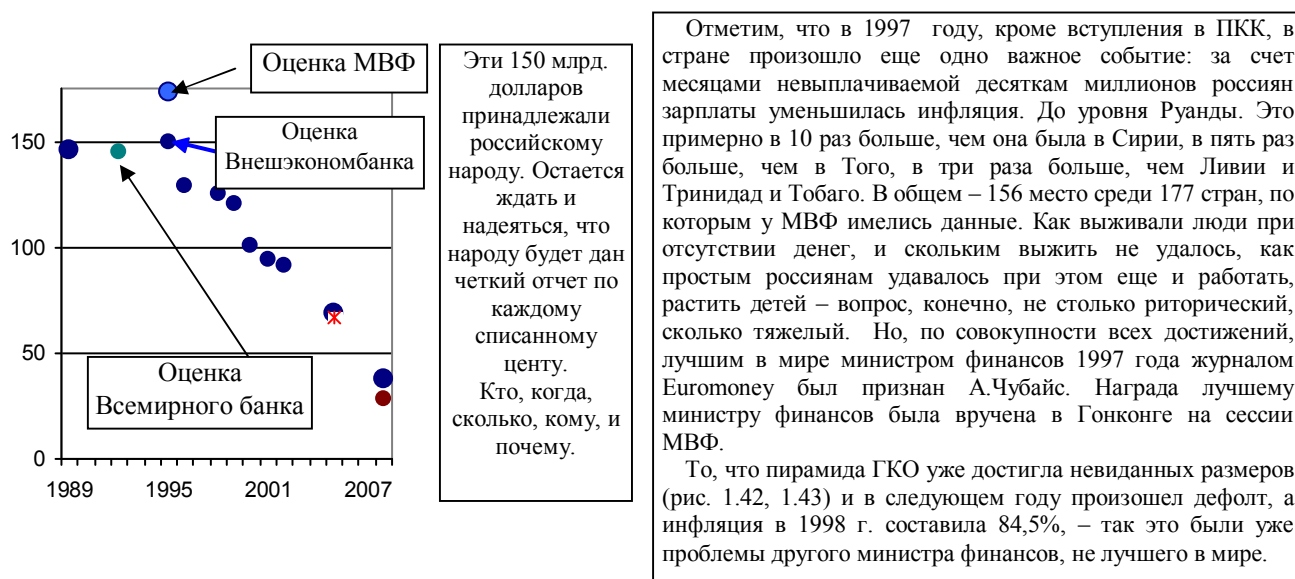 Оценка МВФ
Оценка
Внешэкономбанка
150
100
50
0
Оценка
Всемирного банка
1989
1995
2001
2007
Эти 150 млрд.
долларов
принадлежали
российскому
народу. Остается
ждать и
надеяться, что
народу будет дан
четкий отчет по
каждому
списанному
центу.
Кто, когда,
сколько, кому, и
почему.
Отметим, что в 1997 году, кроме вступления в ПКК, в
стране произошло еще одно важное событие: за счет
месяцами невыплачиваемой десяткам миллионов россиян
зарплаты уменьшилась инфляция. До уровня Руанды. Это
примерно в 10 раз больше, чем она была в Сирии, в пять раз
больше, чем в Того, в три раза больше, чем Ливии и
Тринидад и Тобаго. В общем – 156 место среди 177 стран, по
которым у МВФ имелись данные. Как выживали люди при
отсутствии денег, и скольким выжить не удалось, как
простым россиянам удавалось при этом еще и работать,
растить детей – вопрос, конечно, не столько риторический,
сколько тяжелый. Но, по совокупности всех достижений,
лучшим в мире министром финансов 1997 года журналом
Euromoney был признан А.Чубайс. Награда лучшему
министру финансов была вручена в Гонконге на сессии
МВФ.
То, что пирамида ГКО уже достигла невиданных размеров
(рис. 1.42, 1.43) и в следующем году произошел дефолт, а
инфляция в 1998 г. составила 84,5%, – так это были уже
проблемы другого министра финансов, не лучшего в мире.